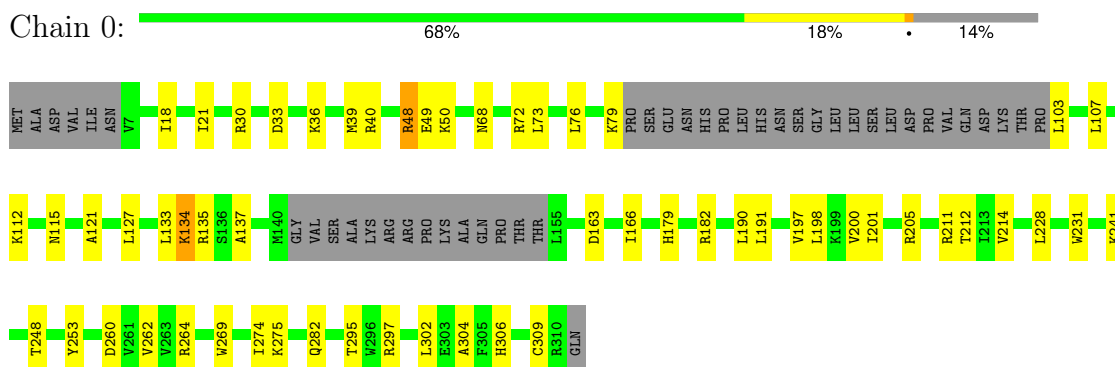 Chain 0:
68% 18% • 14%
MET ALA ASP VAL ILE ASN V7 I18 I21 R30 D33 K36 M39 R40 R48 E49 K50 N68 R72 L73 L76 K79 PRO SER GLU ASN HIS PRO LEU HIS ASN SER GLY LEU LEU SER LEU ASP PRO VAL GLN ASP LYS THR PRO L103 L107
K112 N115 A121 L127 L133 K134 R135 S136 A137 M140 GLY VAL SER ALA LYS ARG ARG PRO LYS ALA GLN PRO THR THR L155 D163 I166 H179 R182 L190 L191 V197 L198 K199 V200 I201 R205 R211 T212 I213 V214 L228 W231 K241
T248 Y253 D260 V261 V262 V263 R264 W269 I274 K275 Q282 T295 W296 R297 L302 E303 A304 F305 H306 C309 R310 GLN